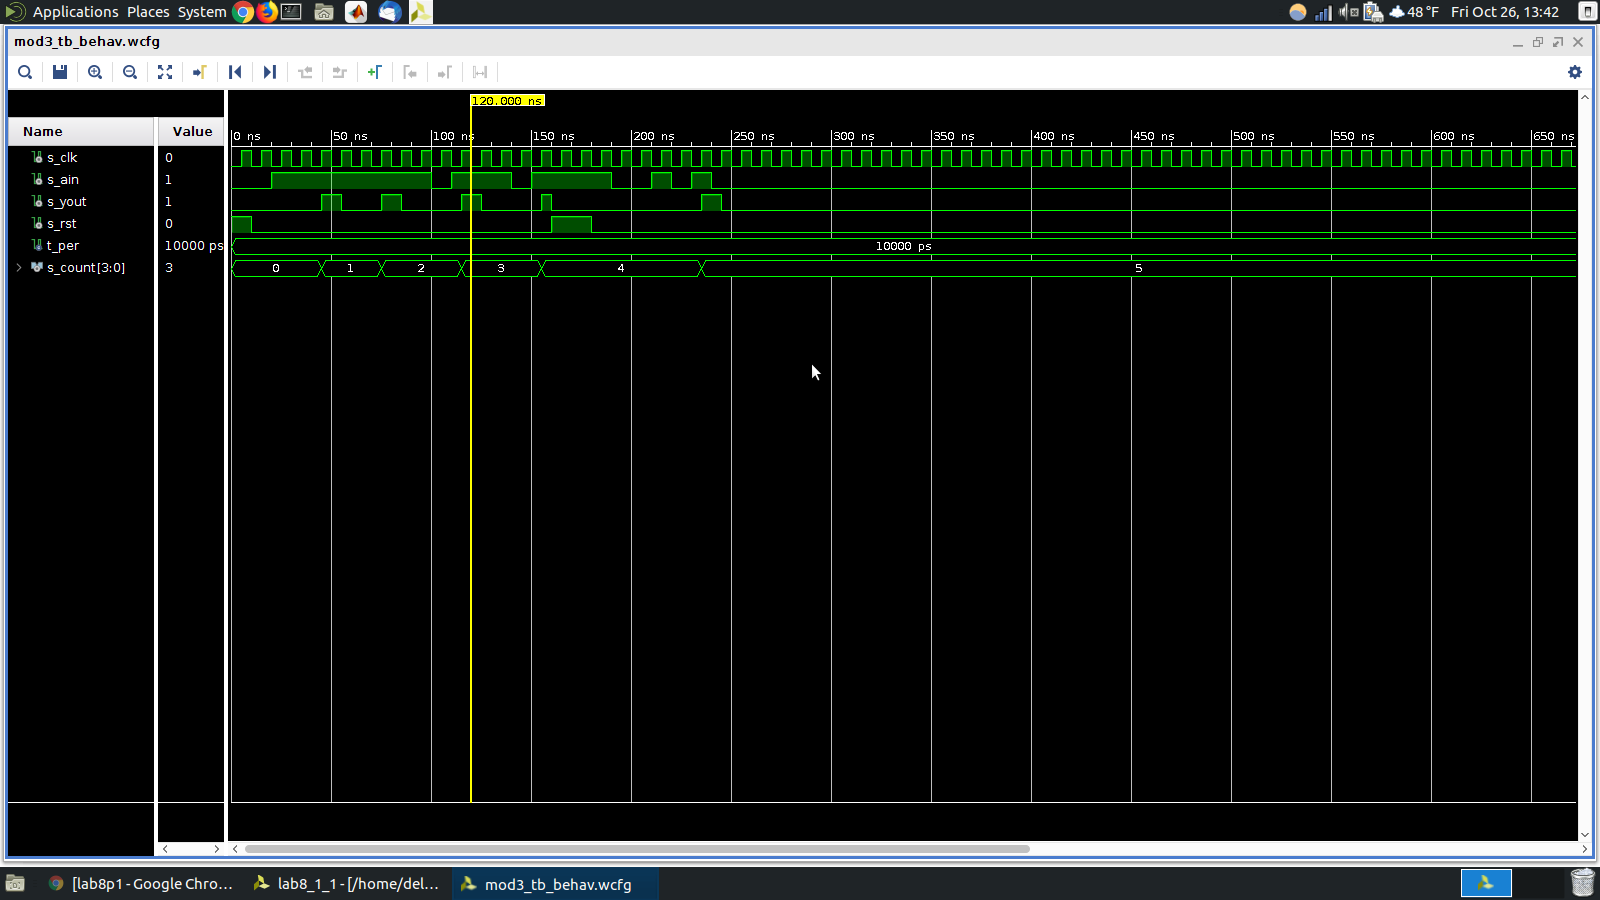 Applications Places System
48 °F Fri Oct 26, 13:42
mod3_tb_behav.wcfg
120.000 ns
Name Value
0 ns 50 ns 100 ns 150 ns 200 ns 250 ns 300 ns 350 ns 400 ns 450 ns 500 ns 550 ns 600 ns 650 ns
s_clk 0
s_ain 1
s_yout 1
s_rst 0
t_per 10000 ps 10000 ps
s_count[3:0] 3 0 1 2 3 4 5
[lab8p1 - Google Chro... lab8_1_1 - [/home/del... mod3_tb_behav.wcfg